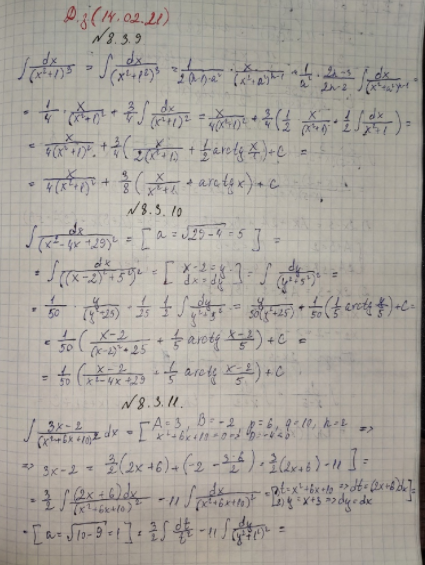 Д.з (14.02.21)
№8.3.9
∫ dx/(x²+1)³ = ∫ dx/(x²+1²)³ = 1/(2(n-1)·a²) · x/(x²+a²)ⁿ⁻¹ + 1/a² · (2n-3)/(2n-2) ∫ dx/(x²+a²)ⁿ⁻¹ =
= 1/4 · x/(x²+1)² + 3/4 ∫ dx/(x²+1)² = x/4(x²+1)² + 3/4 (1/2 x/(x²+1) + 1/2 ∫ dx/(x²+1)) =
= x/4(x²+1)² + 3/4 (x/2(x²+1) + 1/2 arctg x/1) + C =
= x/4(x²+1)² + 3/8 (x/(x²+1) + arctg x) + C
№8.3.10
∫ dx/(x²-4x+29)² = [a = √29-4 = 5] =
= ∫ dx/((x-2)²+5²)² = [x-2=y dx=dy] = ∫ dy/(y²+5²)² =
= 1/50 · y/(y²+25) + 1/25 · 1/2 ∫ dy/(y²+5²) = y/50(y²+25) + 1/50 (1/5 arctg y/5) + C =
= 1/50 ( (x-2)/((x-2)²+25) + 1/5 arctg (x-2)/5 ) + C =
= 1/50 ( (x-2)/(x²-4x+29) + 1/5 arctg (x-2)/5 ) + C
№8.3.11.
∫ (3x-2)/(x²+6x+10)² dx = [A=3, B=-2, p=6, q=10, n=2 x²+6x+10=0 => D=-4<0] =>
=> 3x-2 = 3/2 (2x+6) + (-2 - 3·6/2) = 3/2 (2x+6) - 11] =
= 3/2 ∫ (2x+6)dx/(x²+6x+10)² - 11 ∫ dx/(x²+6x+10)² = [t=x²+6x+10 => dt=(2x+6)dx y=x+3 => dy=dx] =
= [a=√10-9=1] = 3/2 ∫ dt/t² - 11 ∫ dy/(y²+1²)² =